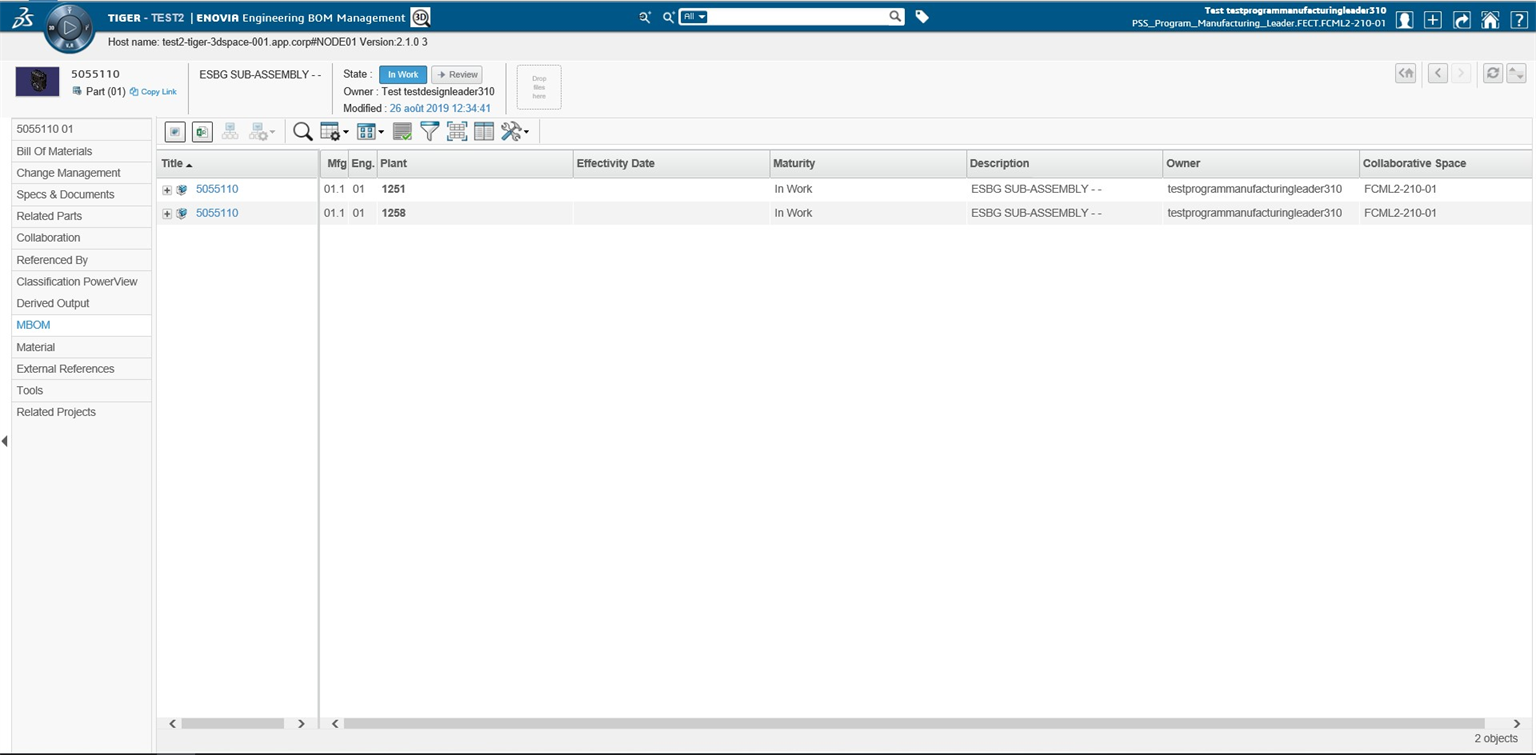 TIGER - TEST2 | ENOVIA Engineering BOM Management 3D
All
Test testprogrammanufacturingleader310
PSS_Program_Manufacturing_Leader.FECT.FCML2-210-01
Host name: test2-tiger-3dspace-001.app.corp#NODE01 Version:2.1.0 3
5055110
Part (01) Copy Link
ESBG SUB-ASSEMBLY - -
State : In Work Review
Owner : Test testdesignleader310
Modified : 26 août 2019 12:34:41
Drop
files
here
5055110 01
Bill Of Materials
Change Management
Specs & Documents
Related Parts
Collaboration
Referenced By
Classification PowerView
Derived Output
MBOM
Material
External References
Tools
Related Projects
Title Mfg Eng. Plant Effectivity Date Maturity Description Owner Collaborative Space
5055110 01.1 01 1251 In Work ESBG SUB-ASSEMBLY - - testprogrammanufacturingleader310 FCML2-210-01
5055110 01.1 01 1258 In Work ESBG SUB-ASSEMBLY - - testprogrammanufacturingleader310 FCML2-210-01
2 objects